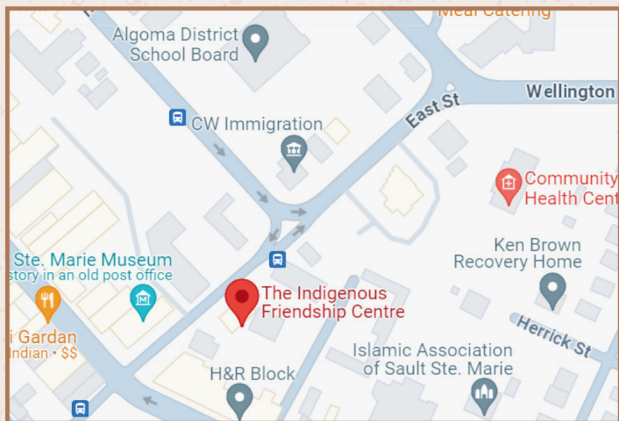 Meal Catering
Algoma District
School Board
Wellington
East St
CW Immigration
Community
Health Cent
Ste. Marie Museum
story in an old post office
Ken Brown
Recovery Home
The Indigenous
Friendship Centre
i Gardan
Indian • $$
Herrick St
Islamic Association
of Sault Ste. Marie
H&R Block